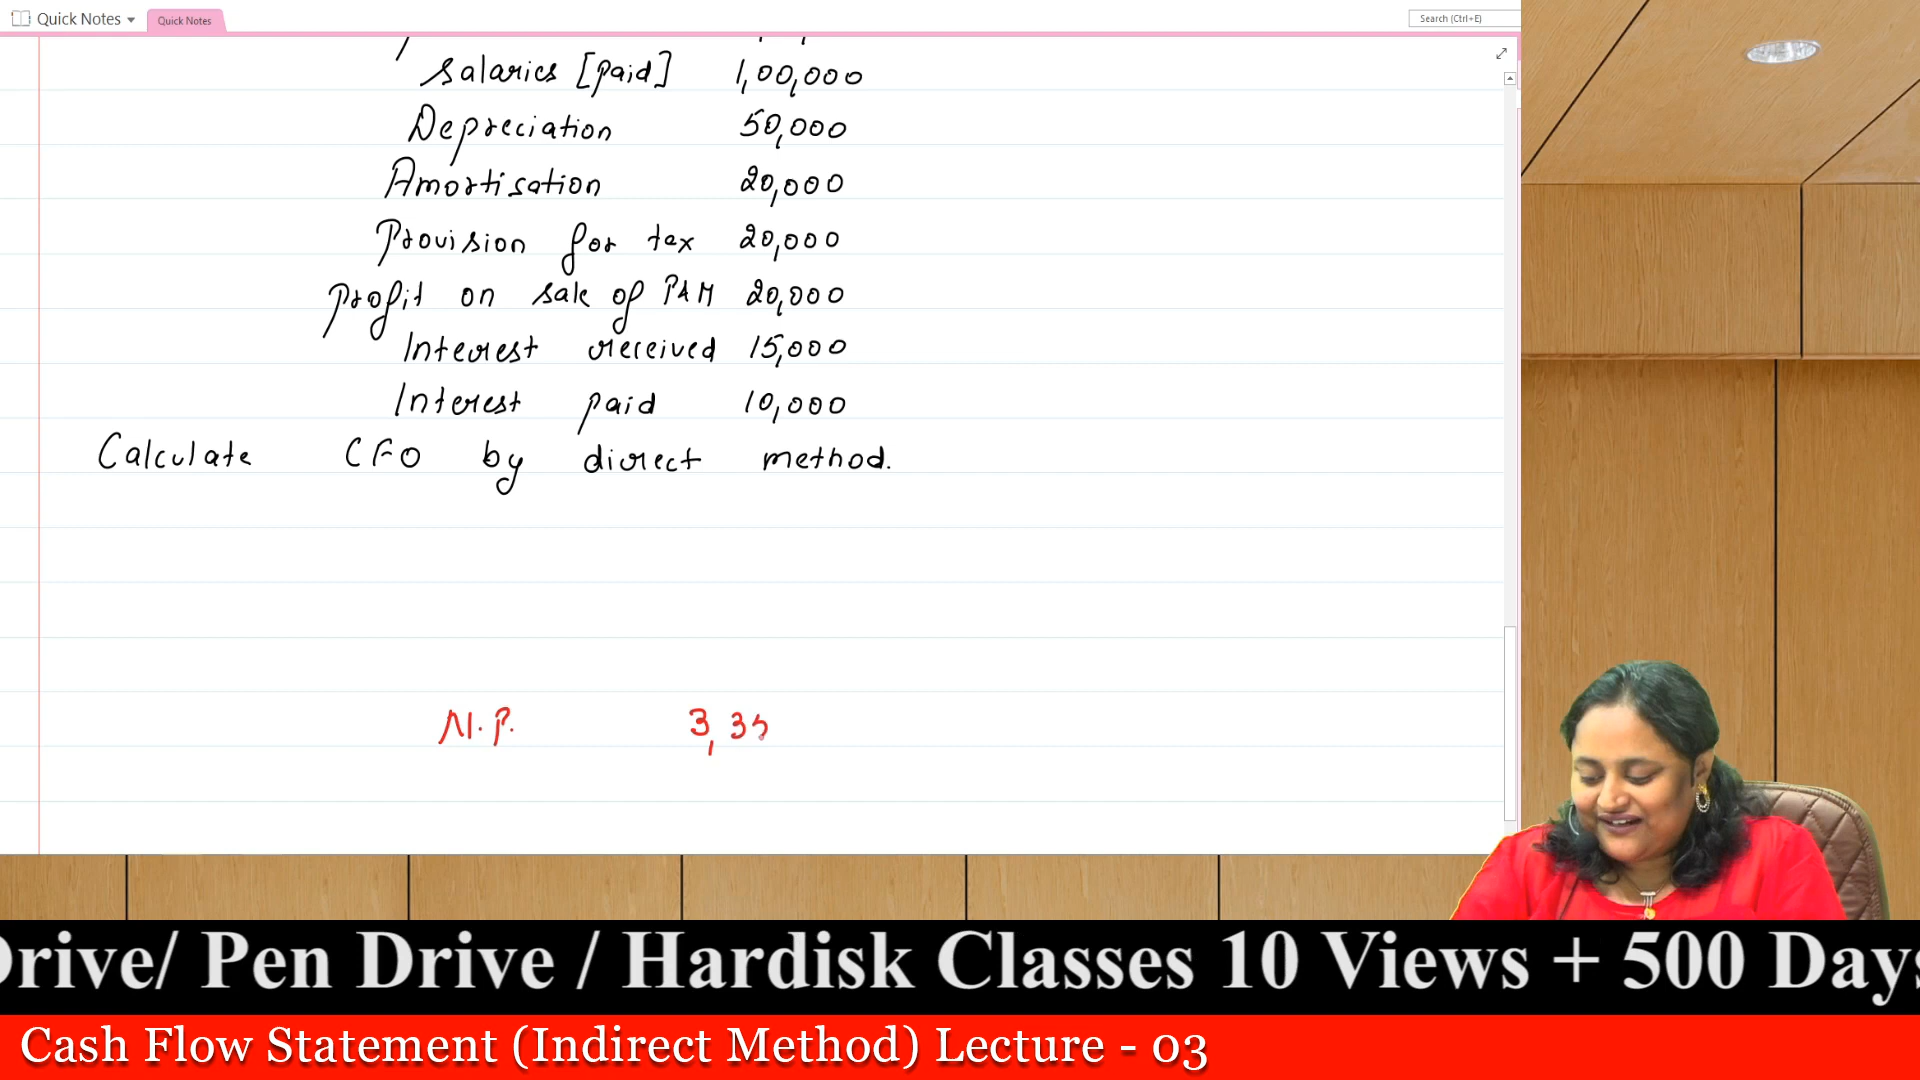 Quick Notes
Quick Notes
Search (Ctrl+E)
Salaries [paid] 1,00,000
Depreciation 50,000
Amortisation 20,000
Provision for tax 20,000
Profit on sale of P&M 20,000
Interest received 15,000
Interest paid 10,000
Calculate CFO by direct method.
N.P. 3,35
Drive/ Pen Drive / Hardisk Classes 10 Views + 500 Days
Cash Flow Statement (Indirect Method) Lecture - 03